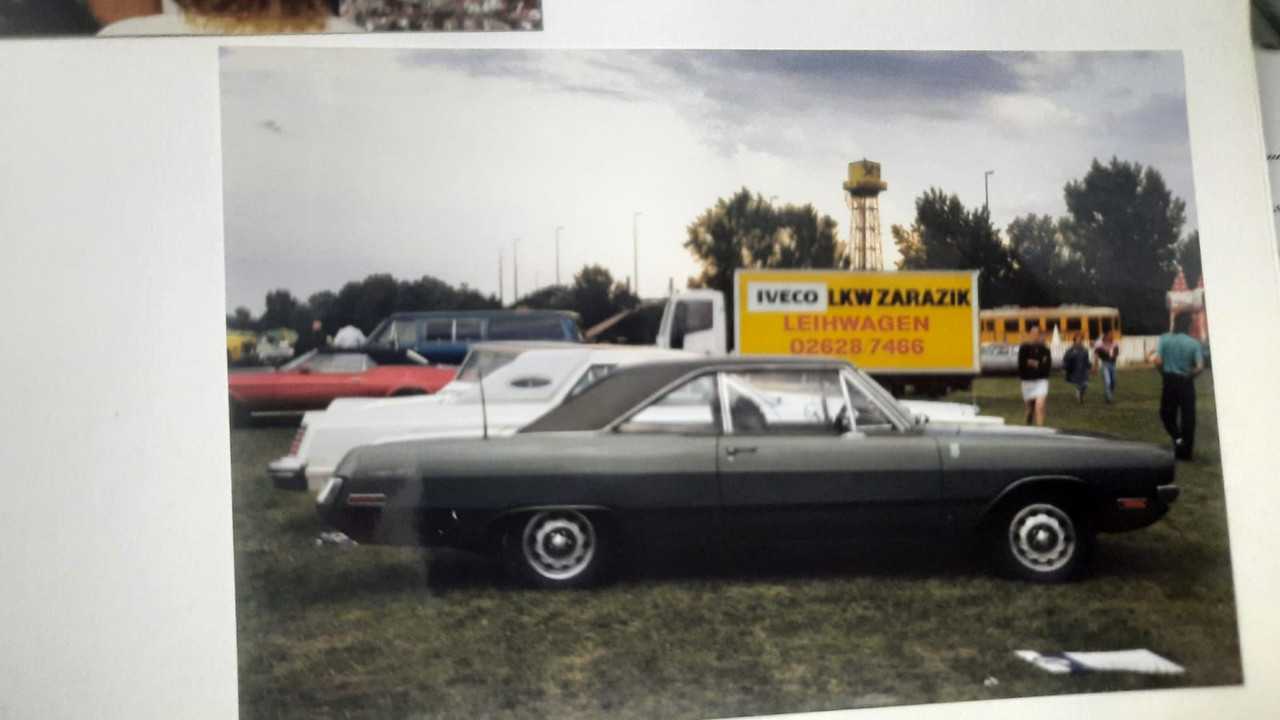 IVECO LKW ZARAZIK
LEIHWAGEN
02628 7466